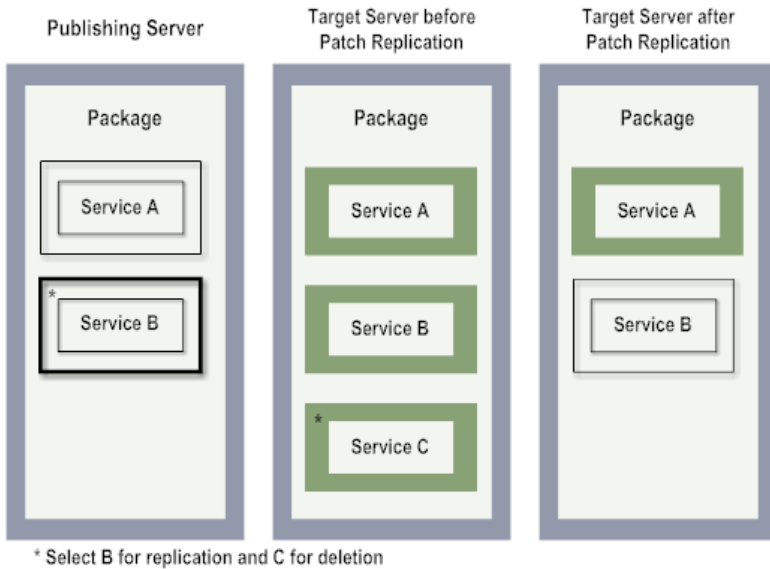 Publishing Server
Target Server before
Patch Replication
Target Server after
Patch Replication
Package
Service A
*
Service B
Package
Service A
Service B
*
Service C
Package
Service A
Service B
* Select B for replication and C for deletion